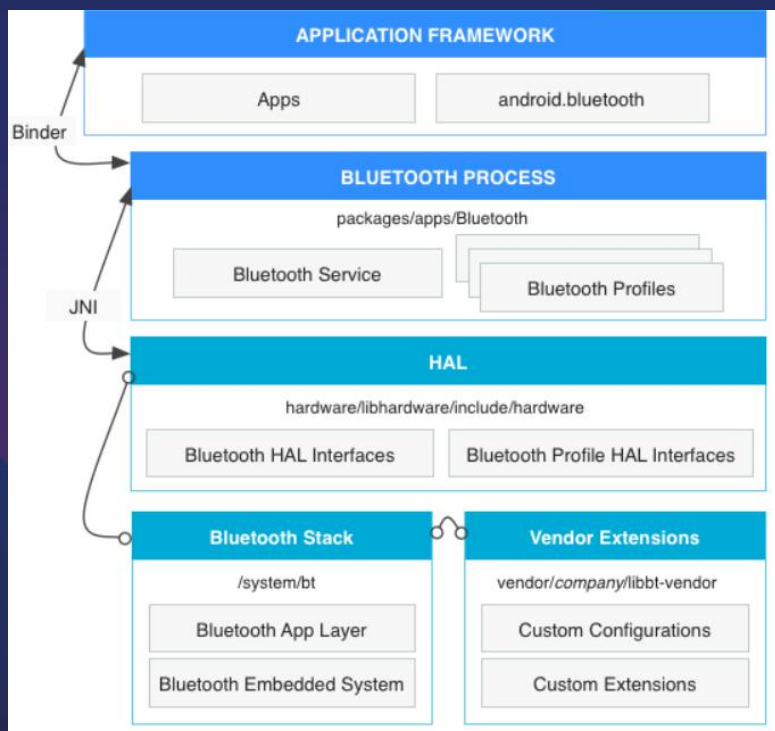 APPLICATION FRAMEWORK
Apps
android.bluetooth
Binder
BLUETOOTH PROCESS
packages/apps/Bluetooth
Bluetooth Service
Bluetooth Profiles
JNI
HAL
hardware/libhardware/include/hardware
Bluetooth HAL Interfaces
Bluetooth Profile HAL Interfaces
Bluetooth Stack
/system/bt
Bluetooth App Layer
Bluetooth Embedded System
Vendor Extensions
vendor/company/libbt-vendor
Custom Configurations
Custom Extensions